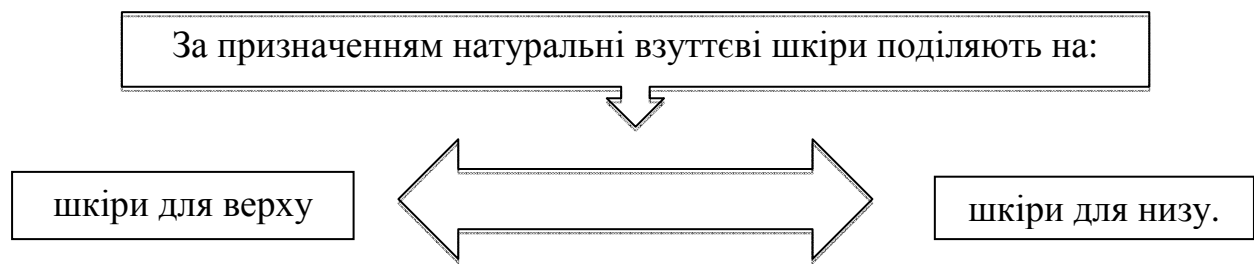 За призначенням натуральні взуттєві шкіри поділяють на:
шкіри для верху
шкіри для низу.